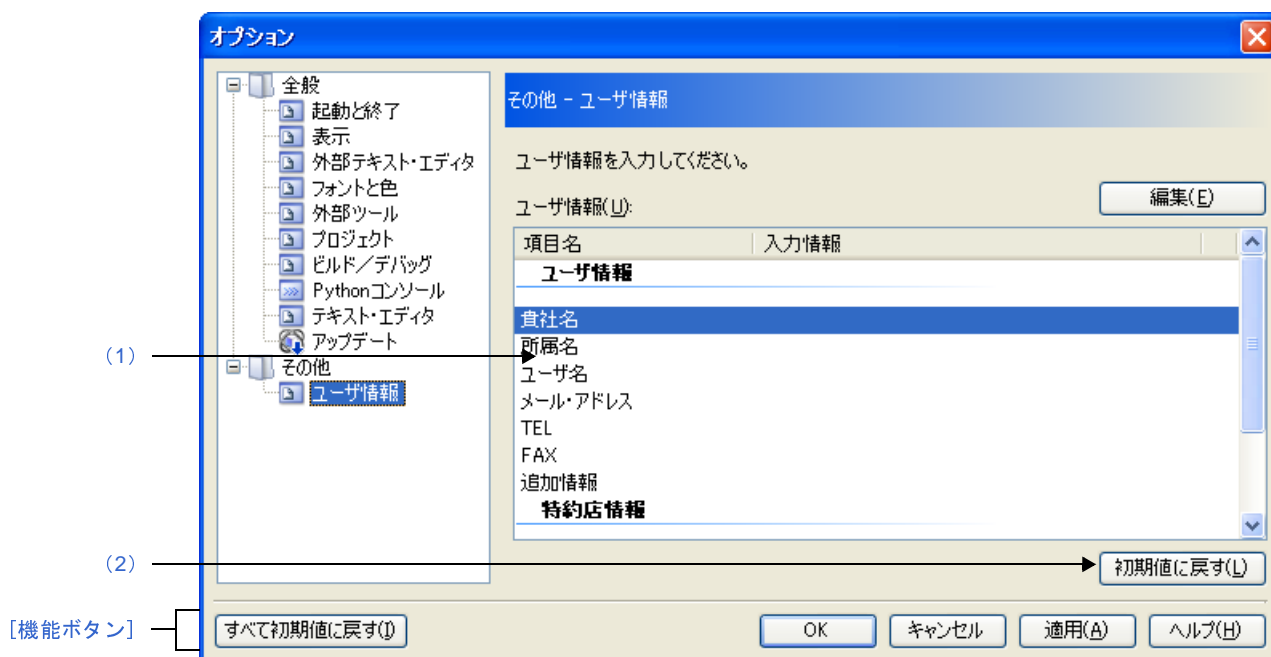 オプション
全般
起動と終了
表示
外部テキスト・エディタ
フォントと色
外部ツール
プロジェクト
ビルド／デバッグ
Pythonコンソール
テキスト・エディタ
アップデート
その他
ユーザ情報
その他 - ユーザ情報
ユーザ情報を入力してください。
ユーザ情報(U):
編集(E)
項目名 入力情報
ユーザ情報
貴社名
所属名
ユーザ名
メール・アドレス
TEL
FAX
追加情報
特約店情報
初期値に戻す(L)
すべて初期値に戻す(I)
OK キャンセル 適用(A) ヘルプ(H)
（1）
（2）
[機能ボタン]